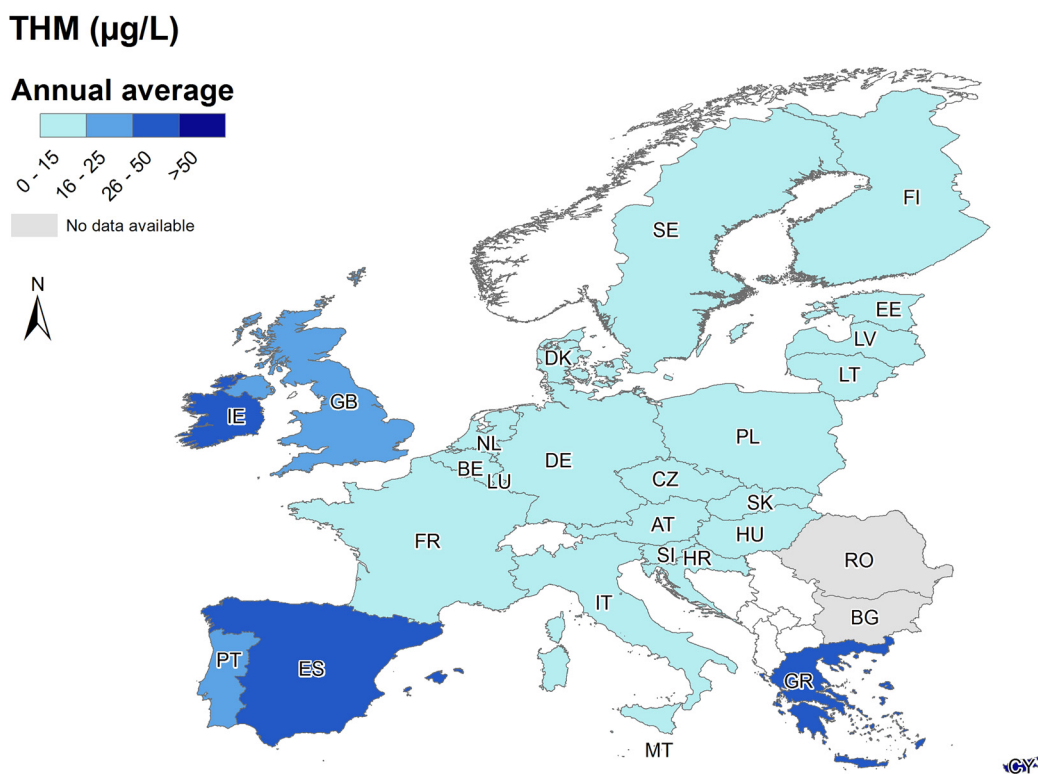 THM (µg/L)
Annual average
0 - 15
16 - 25
26 - 50
>50
No data available
N
FI
SE
EE
LV
DK
LT
IE
GB
NL
PL
BE
DE
LU
CZ
SK
AT
HU
FR
SI
HR
RO
IT
BG
PT
ES
GR
MT
CY